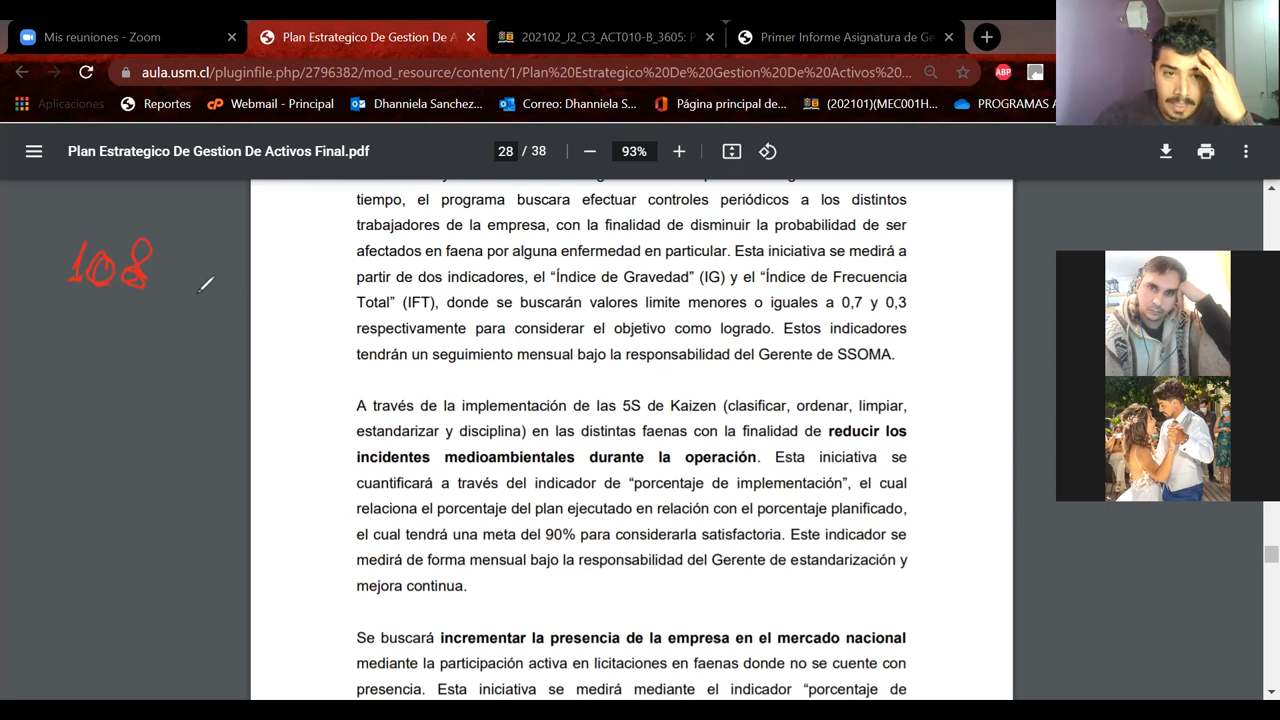 Mis reuniones - Zoom
Plan Estrategico De Gestion De A
202102_J2_C3_ACT010-B_3605: P
Primer Informe Asignatura de Ge
aula.usm.cl/pluginfile.php/2796382/mod_resource/content/1/Plan%20Estrategico%20De%20Gestion%20De%20Activos%20...
ABP
Aplicaciones
Reportes
Webmail - Principal
Dhanniela Sanchez...
Correo: Dhanniela S...
Página principal de...
(202101)(MEC001H...
PROGRAMAS A
Plan Estrategico De Gestion De Activos Final.pdf
28 / 38
93%
108
tiempo, el programa buscara efectuar controles periódicos a los distintos
trabajadores de la empresa, con la finalidad de disminuir la probabilidad de ser
afectados en faena por alguna enfermedad en particular. Esta iniciativa se medirá a
partir de dos indicadores, el “Índice de Gravedad” (IG) y el “Índice de Frecuencia
Total” (IFT), donde se buscarán valores limite menores o iguales a 0,7 y 0,3
respectivamente para considerar el objetivo como logrado. Estos indicadores
tendrán un seguimiento mensual bajo la responsabilidad del Gerente de SSOMA.
A través de la implementación de las 5S de Kaizen (clasificar, ordenar, limpiar,
estandarizar y disciplina) en las distintas faenas con la finalidad de reducir los
incidentes medioambientales durante la operación. Esta iniciativa se
cuantificará a través del indicador de “porcentaje de implementación”, el cual
relaciona el porcentaje del plan ejecutado en relación con el porcentaje planificado,
el cual tendrá una meta del 90% para considerarla satisfactoria. Este indicador se
medirá de forma mensual bajo la responsabilidad del Gerente de estandarización y
mejora continua.
Se buscará incrementar la presencia de la empresa en el mercado nacional
mediante la participación activa en licitaciones en faenas donde no se cuente con
presencia. Esta iniciativa se medirá mediante el indicador “porcentaje de